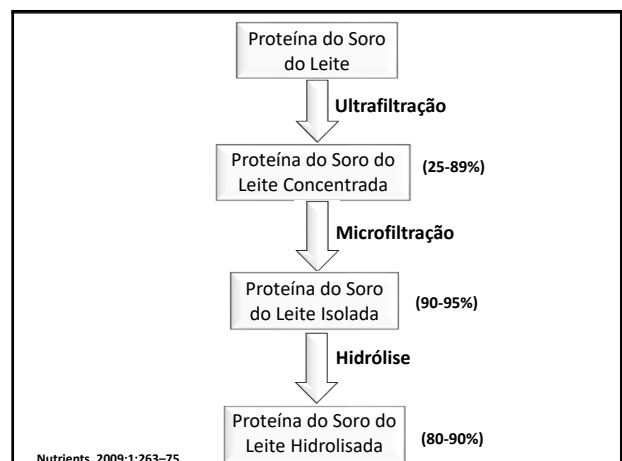 Proteína do Soro
do Leite
Ultrafiltração
Proteína do Soro do
Leite Concentrada
(25-89%)
Microfiltração
Proteína do Soro
do Leite Isolada
(90-95%)
Hidrólise
Proteína do Soro do
Leite Hidrolisada
(80-90%)
Nutrients, 2009;1;263–75